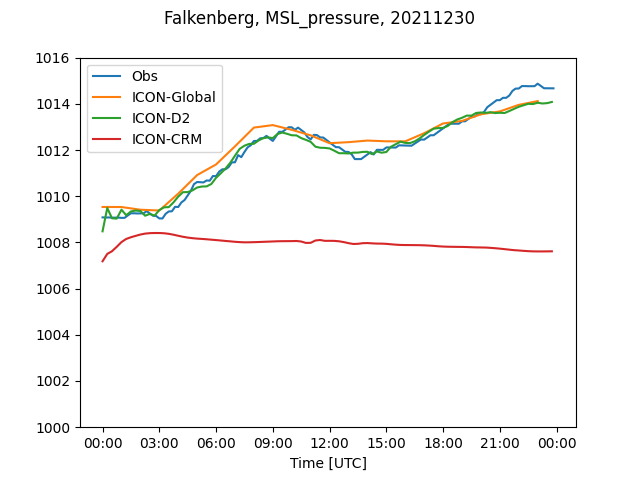 Falkenberg, MSL_pressure, 20211230
1016
1014
1012
1010
1008
1006
1004
1002
1000
Obs
ICON-Global
ICON-D2
ICON-CRM
00:00 03:00 06:00 09:00 12:00 15:00 18:00 21:00 00:00
Time [UTC]